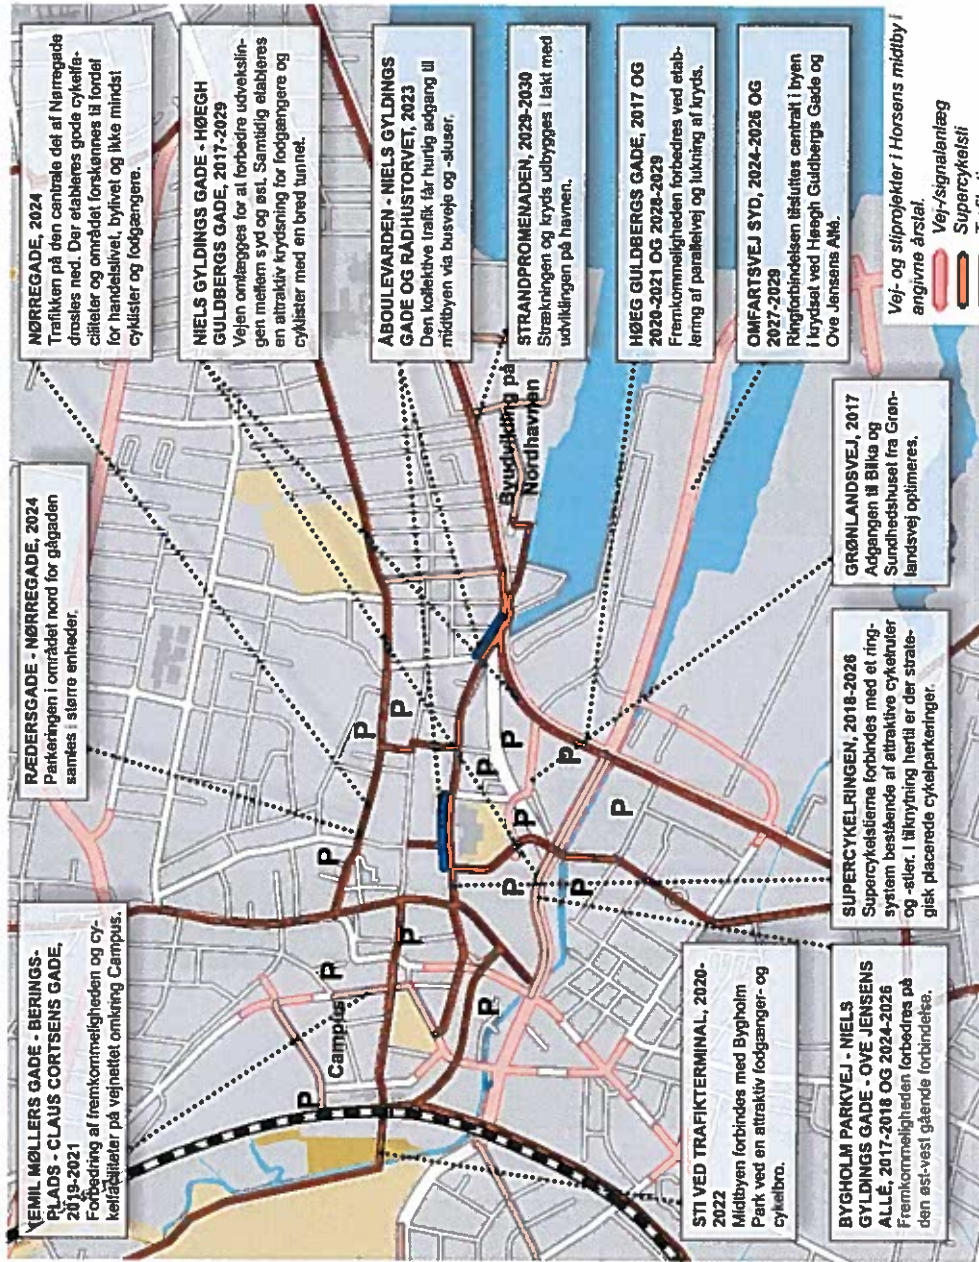 VEMIL MØLLERS GADE - BERINGS-
PLADS - CLAUS CORTSENS GADE,
2019-2021
Forbedring af fremkommeligheden og cy-
kelfaciliteter på vejnettet omkring Campus.
RÆDERSGADE - NØRREGADE, 2024
Parkeringen i området nord for gågaden
samles i større enheder.
NØRREGADE, 2024
Trafikken på den centrale del af Nørregade
drosles ned. Der etableres gode cykelfa-
ciliteter og området forskønnes til fordel
for handelslivet, bylivet og ikke mindst
cyklister og fodgængere.
NIELS GYLDINGS GADE - HØEGH
GULDBERGS GADE, 2017-2029
Vejen omlægges for at forbedre udvekslin-
gen mellem syd og øst. Samtidig etableres
en attraktiv krydsning for fodgængere og
cyklister med en bred tunnel.
ABOULEVARDEN - NIELS GYLDINGS
GADE OG RÅDHUSTORVET, 2023
Den kollektive trafik får hurtig adgang til
midtbyen via busveje og -sluser.
STRANDPROMENADEN, 2029-2030
Strækningen og kryds udbygges i takt med
udviklingen på havnen.
HØEG GULDBERGS GADE, 2017 OG
2020-2021 OG 2028-2029
Fremkommeligheden forbedres ved etab-
lering af parallelvej og lukning af kryds.
OMFARTSVEJ SYD, 2024-2026 OG
2027-2029
Ringforbindelsen tilsluttes centralt i byen
i krydset ved Høegh Guldbergs Gade og
Ove Jensens Allé.
Campus
P
P
P
P
P
P
P
P
P
P
P
P
P
P
Byudvikling på
Nordhavnen
STI VED TRAFIKTERMINAL, 2020-
2022
Midtbyen forbindes med Bygholm
Park ved en attraktiv fodgænger- og
cykelbro.
BYGHOLM PARKVEJ - NIELS
GYLDINGS GADE - OVE JENSENS
ALLÉ, 2017-2018 OG 2024-2026
Fremkommeligheden forbedres på
den øst-vest gående forbindelse.
SUPERCYKELRINGEN, 2018-2026
Supercykelstierne forbindes med et ring-
system bestående af attraktive cykelruter
og -stier. I tilknytning hertil er der strate-
gisk placerede cykelparkeringer.
GRØNLANDSVEJ, 2017
Adgangen til Bilka og
Sundhedshuset fra Grøn-
landsvej optimeres.
Vej- og stiprojekter i Horsens midtby i
angivne årstal.
Vej-/signalanlæg
Supercykelsti